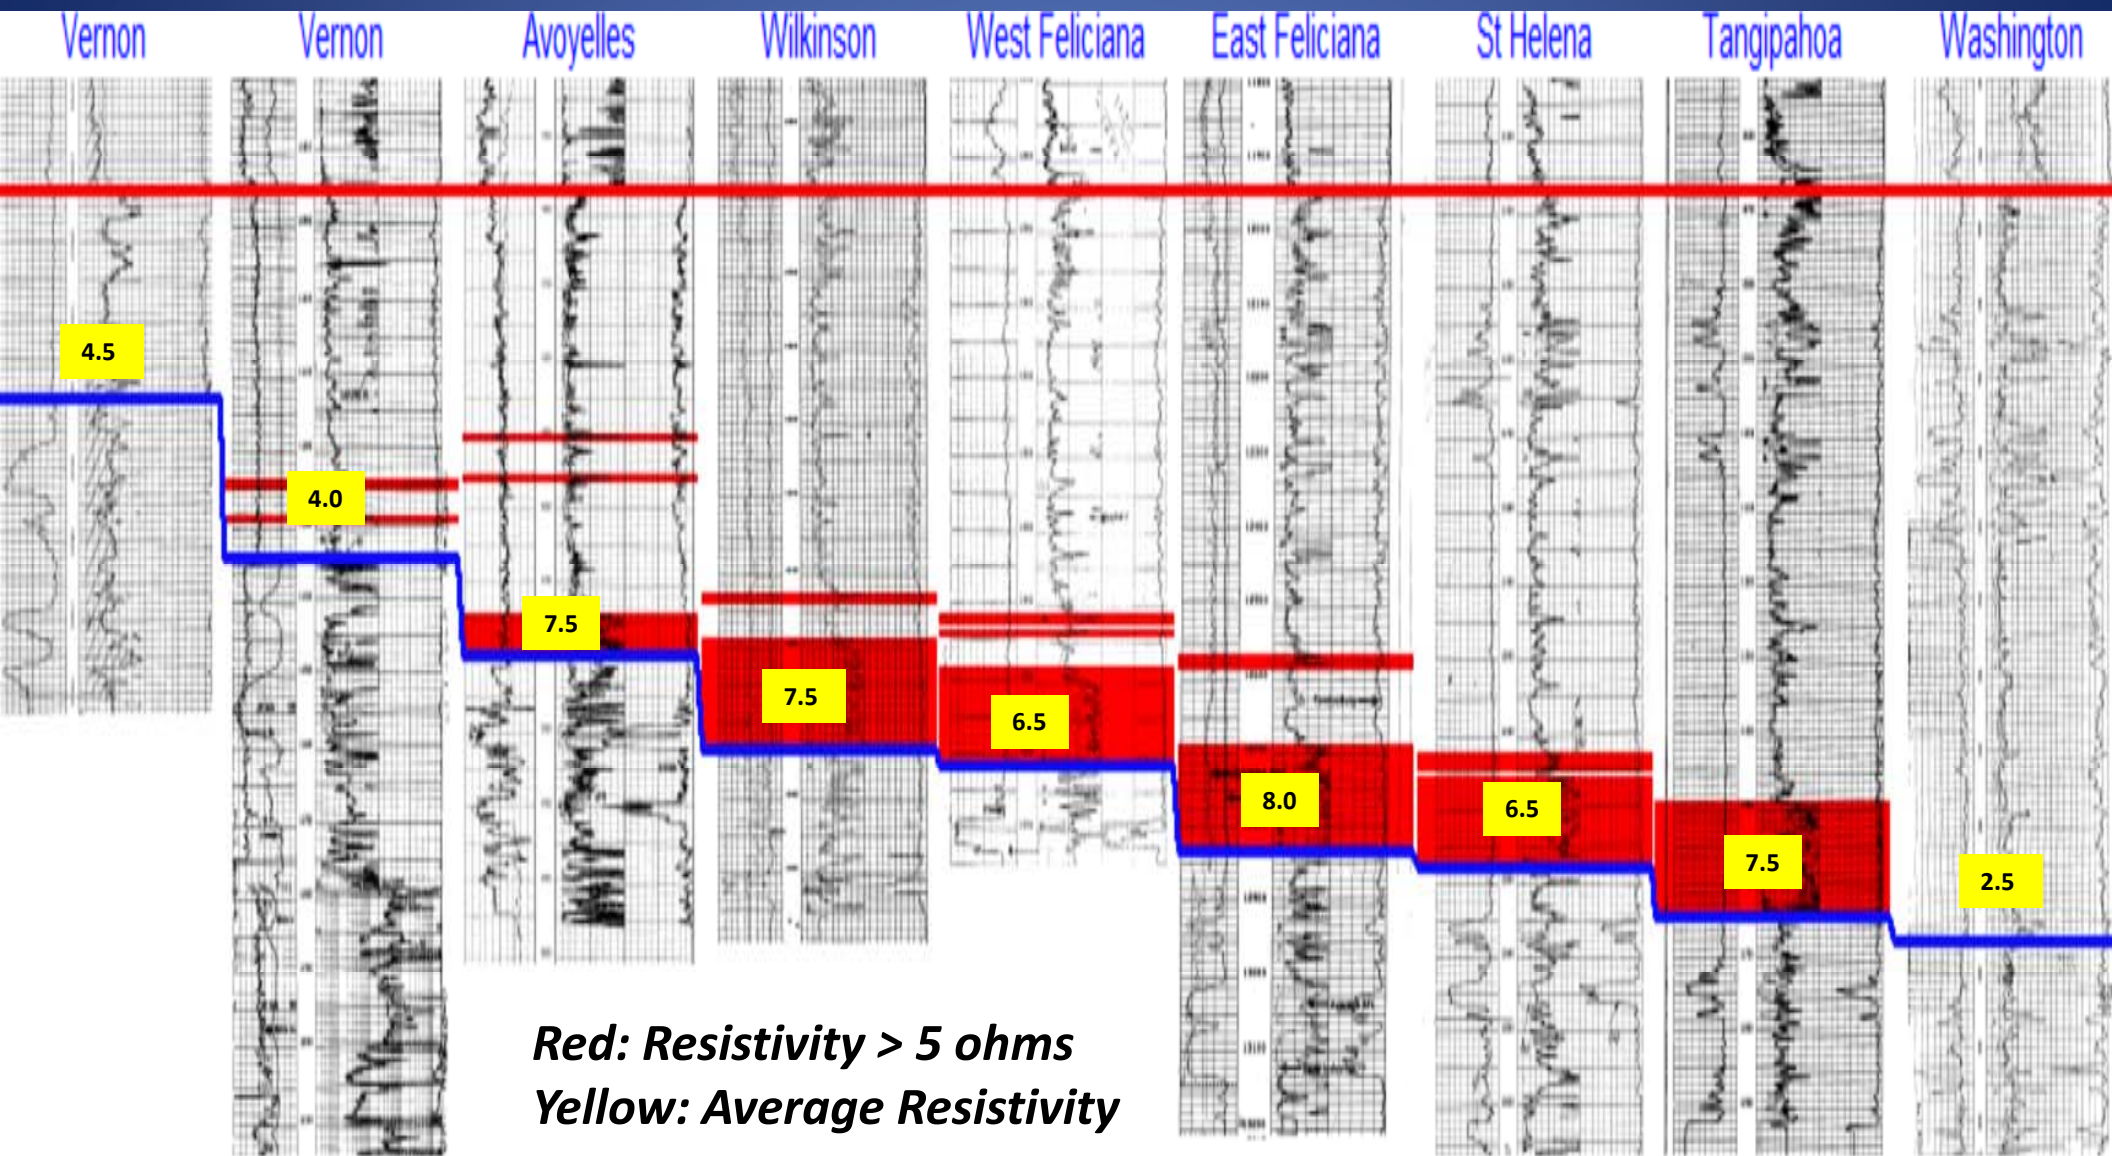 Vernon
Vernon
Avoyelles
Wilkinson
West Feliciana
East Feliciana
St Helena
Tangipahoa
Washington
4.5
4.0
7.5
7.5
6.5
8.0
6.5
7.5
2.5
Red: Resistivity > 5 ohms
Yellow: Average Resistivity